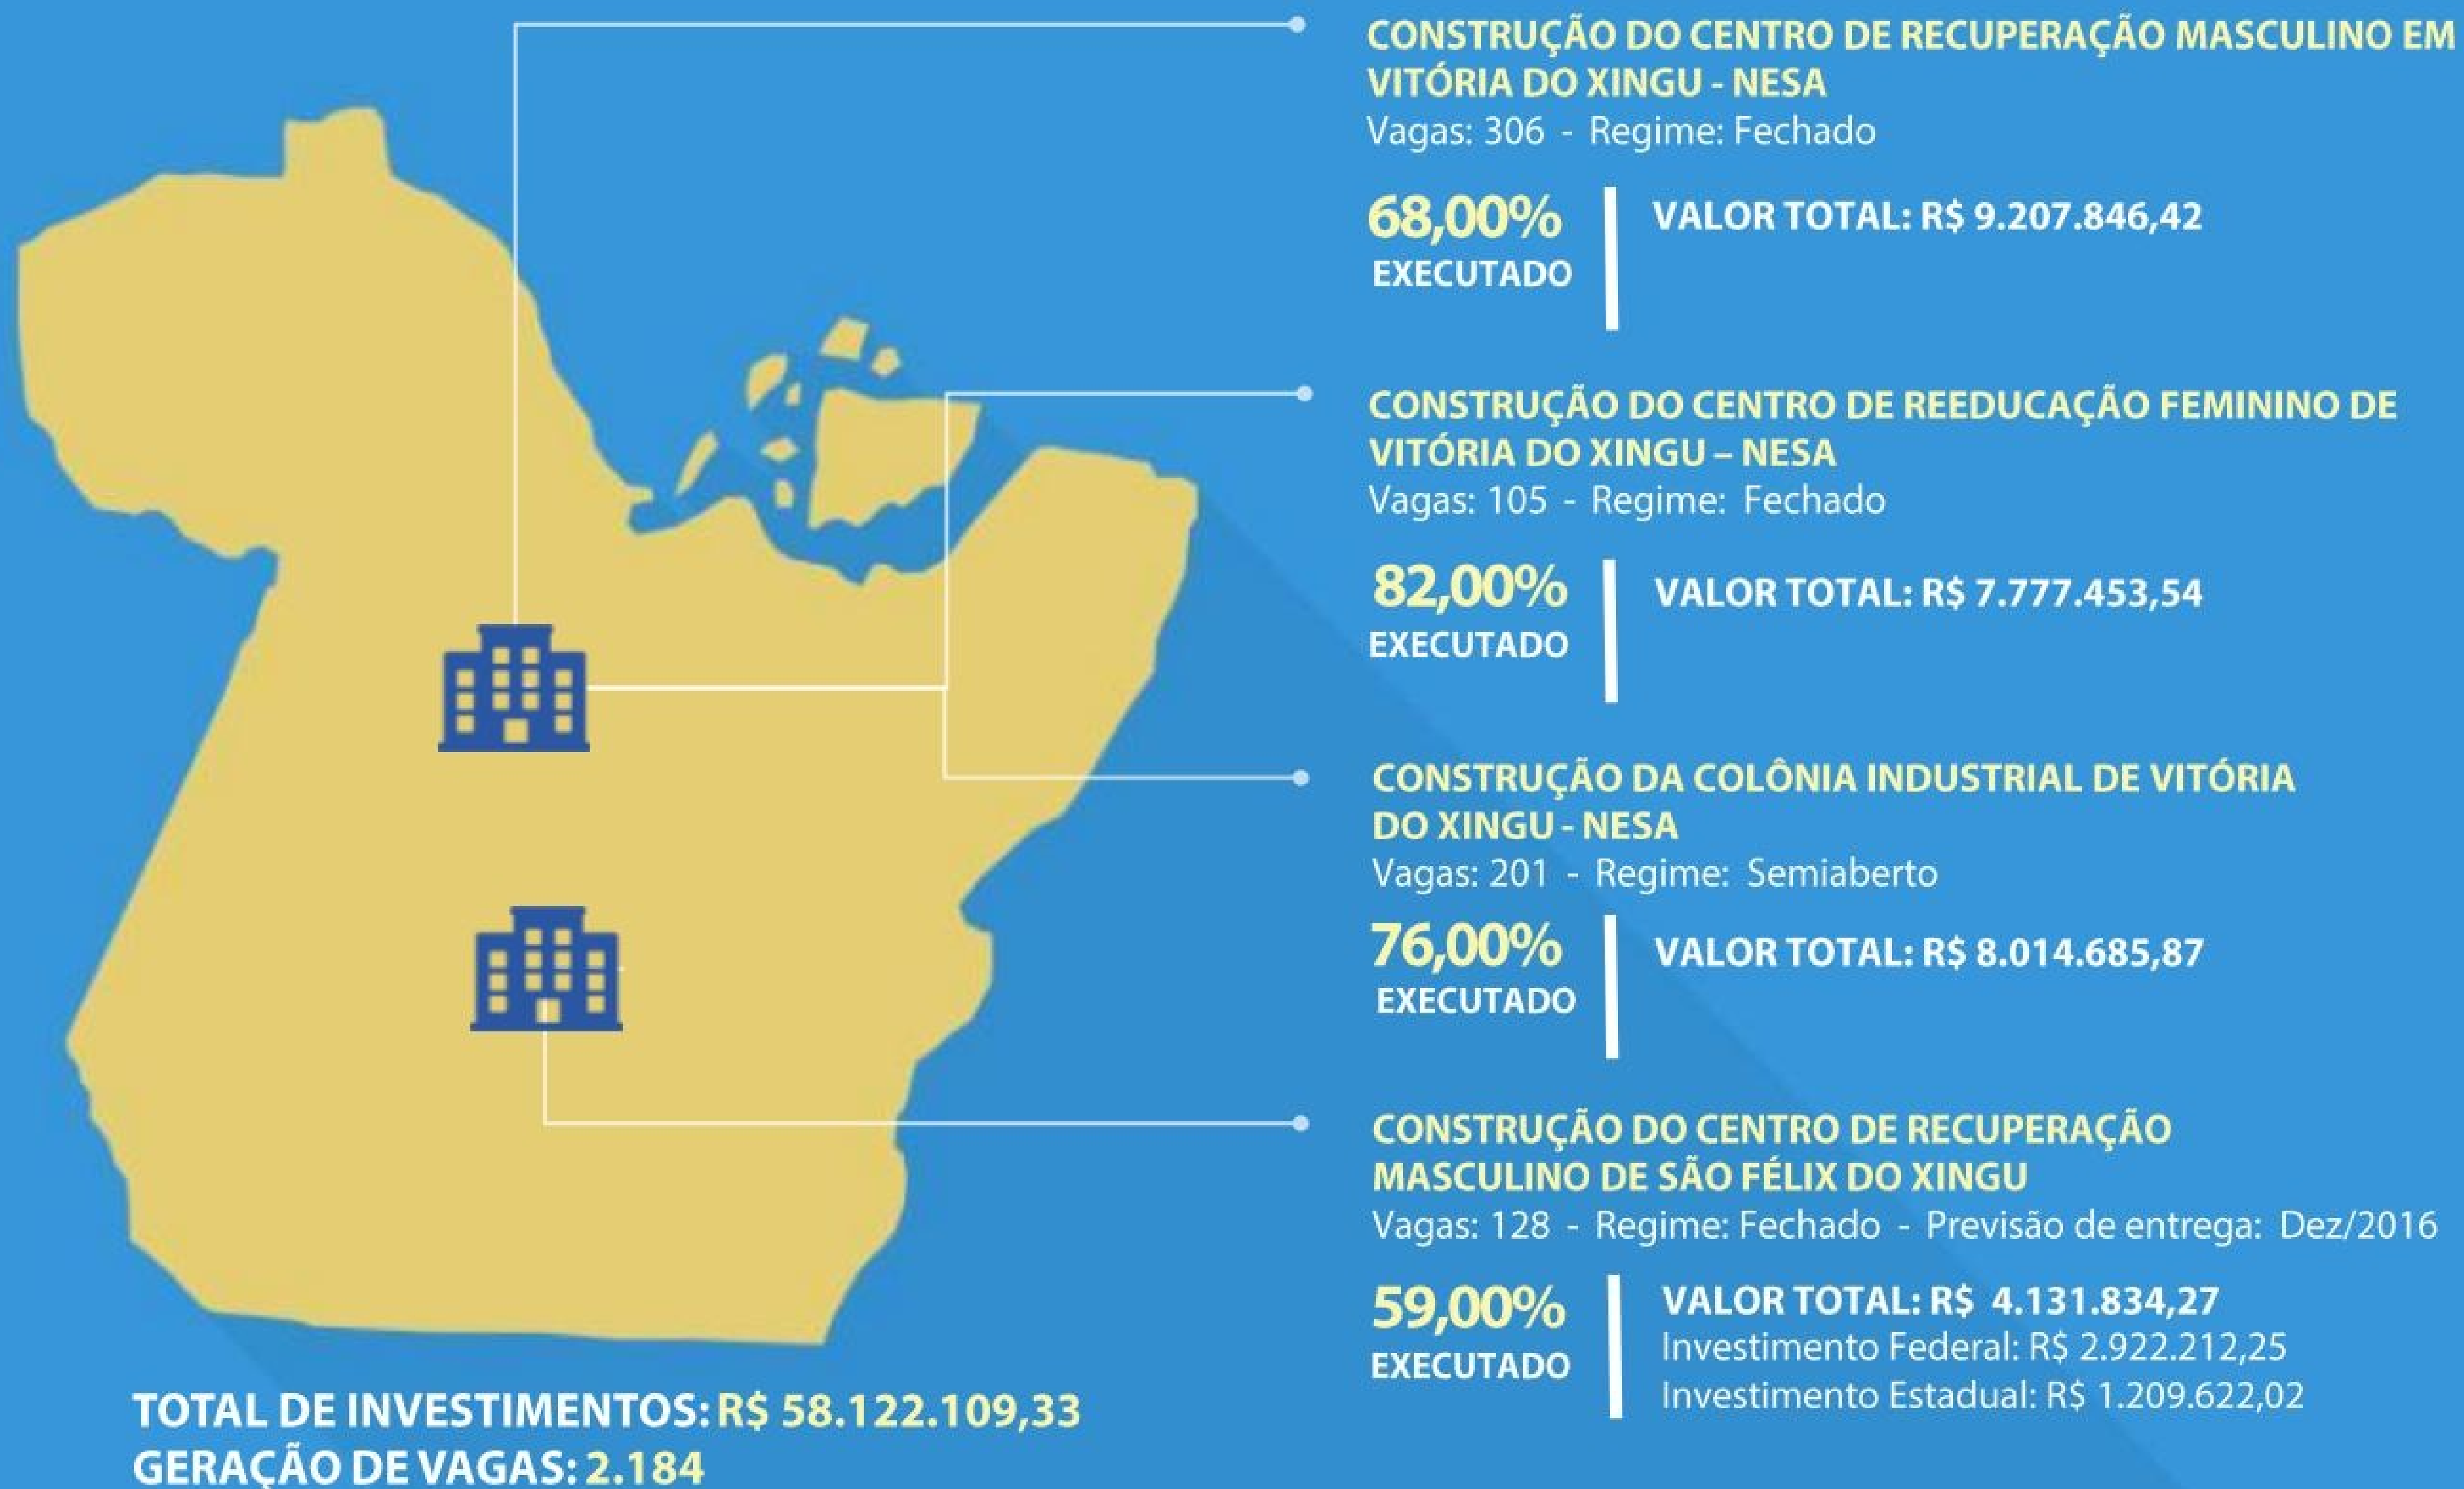 CONSTRUÇÃO DO CENTRO DE RECUPERAÇÃO MASCULINO EM
VITÓRIA DO XINGU - NESA
Vagas: 306 - Regime: Fechado
68,00%
EXECUTADO
VALOR TOTAL: R$ 9.207.846,42
CONSTRUÇÃO DO CENTRO DE REEDUCAÇÃO FEMININO DE
VITÓRIA DO XINGU – NESA
Vagas: 105 - Regime: Fechado
82,00%
EXECUTADO
VALOR TOTAL: R$ 7.777.453,54
CONSTRUÇÃO DA COLÔNIA INDUSTRIAL DE VITÓRIA
DO XINGU - NESA
Vagas: 201 - Regime: Semiaberto
76,00%
EXECUTADO
VALOR TOTAL: R$ 8.014.685,87
CONSTRUÇÃO DO CENTRO DE RECUPERAÇÃO
MASCULINO DE SÃO FÉLIX DO XINGU
Vagas: 128 - Regime: Fechado - Previsão de entrega: Dez/2016
59,00%
EXECUTADO
VALOR TOTAL: R$ 4.131.834,27
Investimento Federal: R$ 2.922.212,25
Investimento Estadual: R$ 1.209.622,02
TOTAL DE INVESTIMENTOS: R$ 58.122.109,33
GERAÇÃO DE VAGAS: 2.184